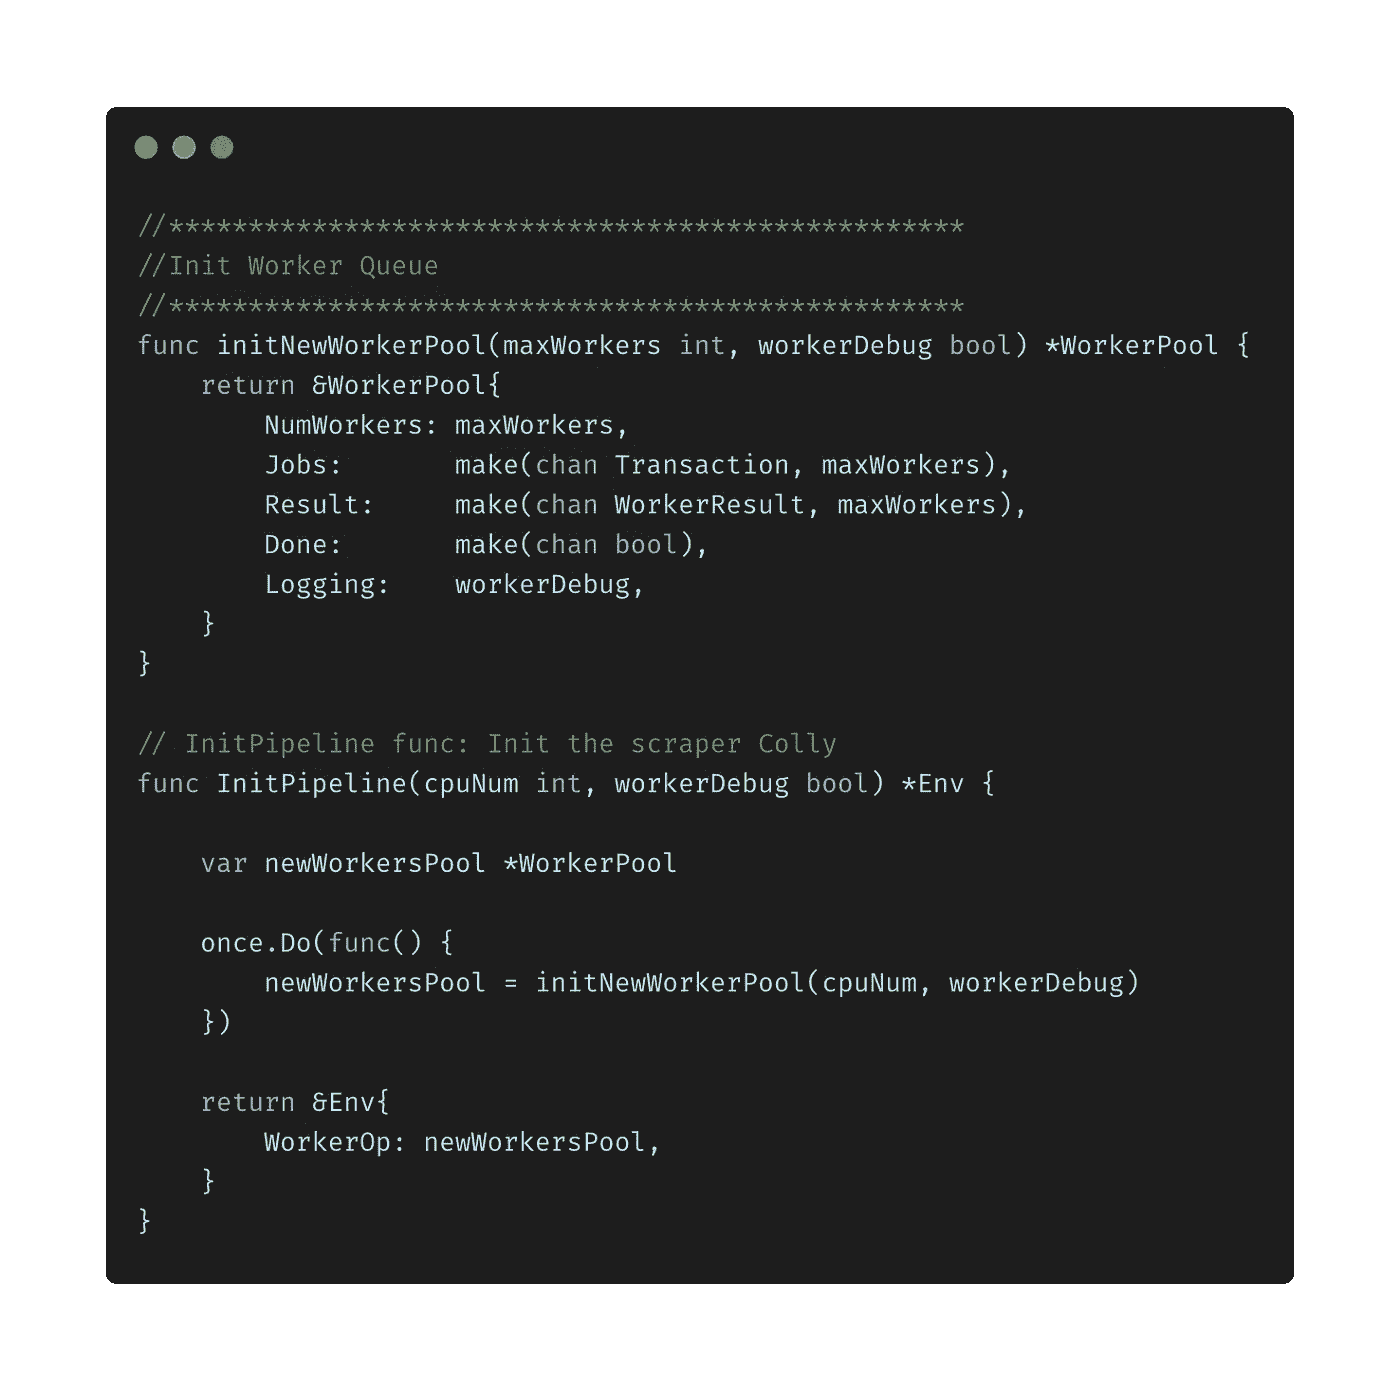 //**************************************************
//Init Worker Queue
//**************************************************
func initNewWorkerPool(maxWorkers int, workerDebug bool) *WorkerPool {
    return &WorkerPool{
        NumWorkers: maxWorkers,
        Jobs:       make(chan Transaction, maxWorkers),
        Result:     make(chan WorkerResult, maxWorkers),
        Done:       make(chan bool),
        Logging:    workerDebug,
    }
}

// InitPipeline func: Init the scraper Colly
func InitPipeline(cpuNum int, workerDebug bool) *Env {

    var newWorkersPool *WorkerPool

    once.Do(func() {
        newWorkersPool = initNewWorkerPool(cpuNum, workerDebug)
    })

    return &Env{
        WorkerOp: newWorkersPool,
    }
}